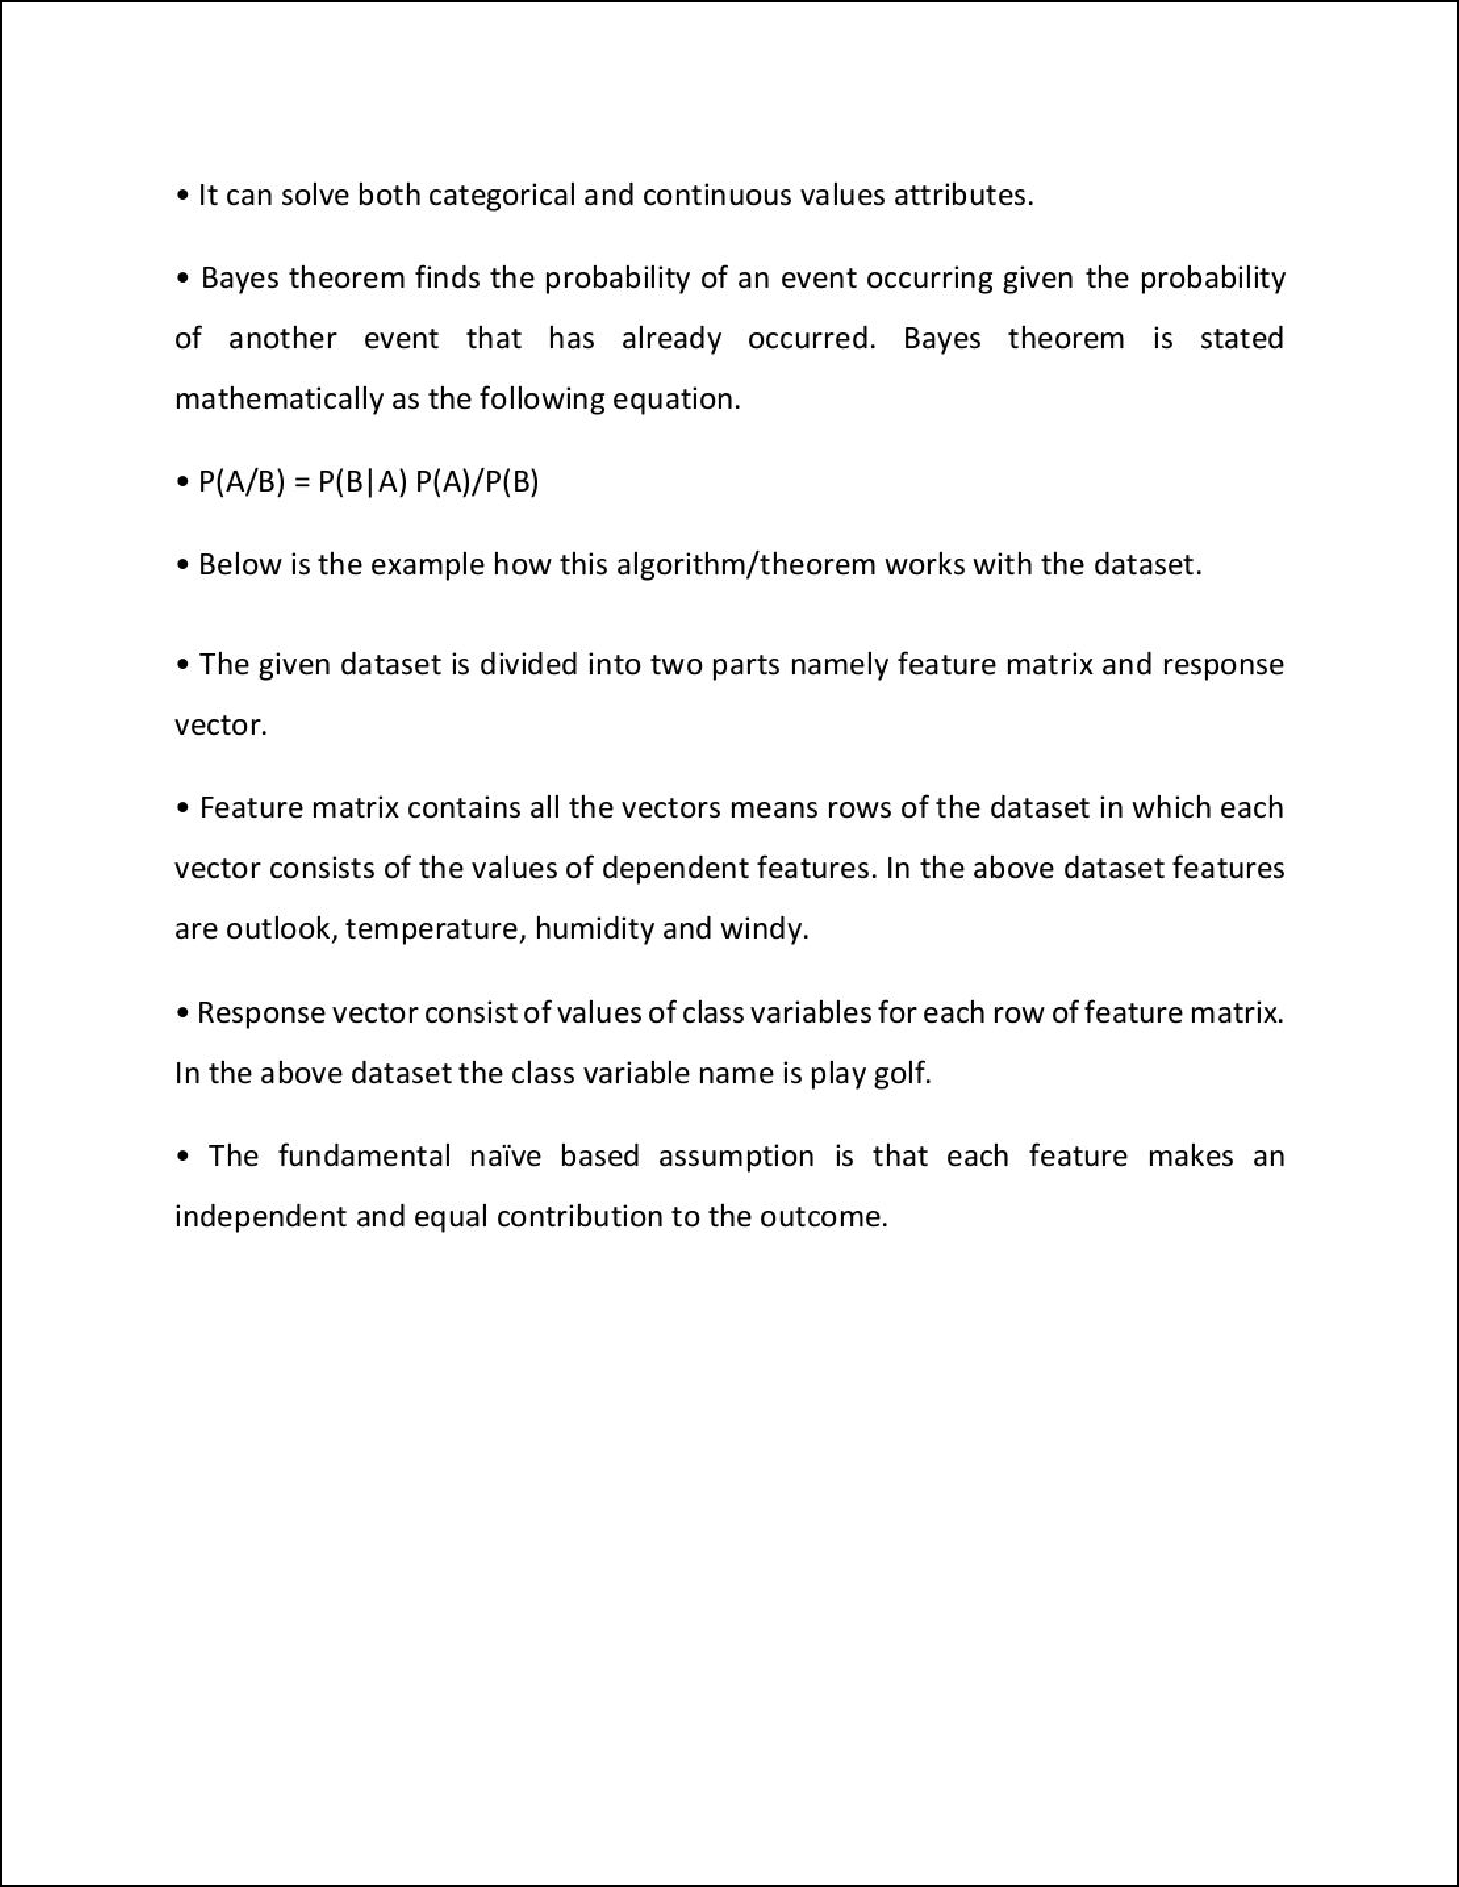 • It can solve both categorical and continuous values attributes.
• Bayes theorem finds the probability of an event occurring given the probability
of another event that has already occurred. Bayes theorem is stated
mathematically as the following equation.
• P(A/B) = P(B|A) P(A)/P(B)
• Below is the example how this algorithm/theorem works with the dataset.
• The given dataset is divided into two parts namely feature matrix and response
vector.
• Feature matrix contains all the vectors means rows of the dataset in which each
vector consists of the values of dependent features. In the above dataset features
are outlook, temperature, humidity and windy.
• Response vector consist of values of class variables for each row of feature matrix.
In the above dataset the class variable name is play golf.
• The fundamental naïve based assumption is that each feature makes an
independent and equal contribution to the outcome.